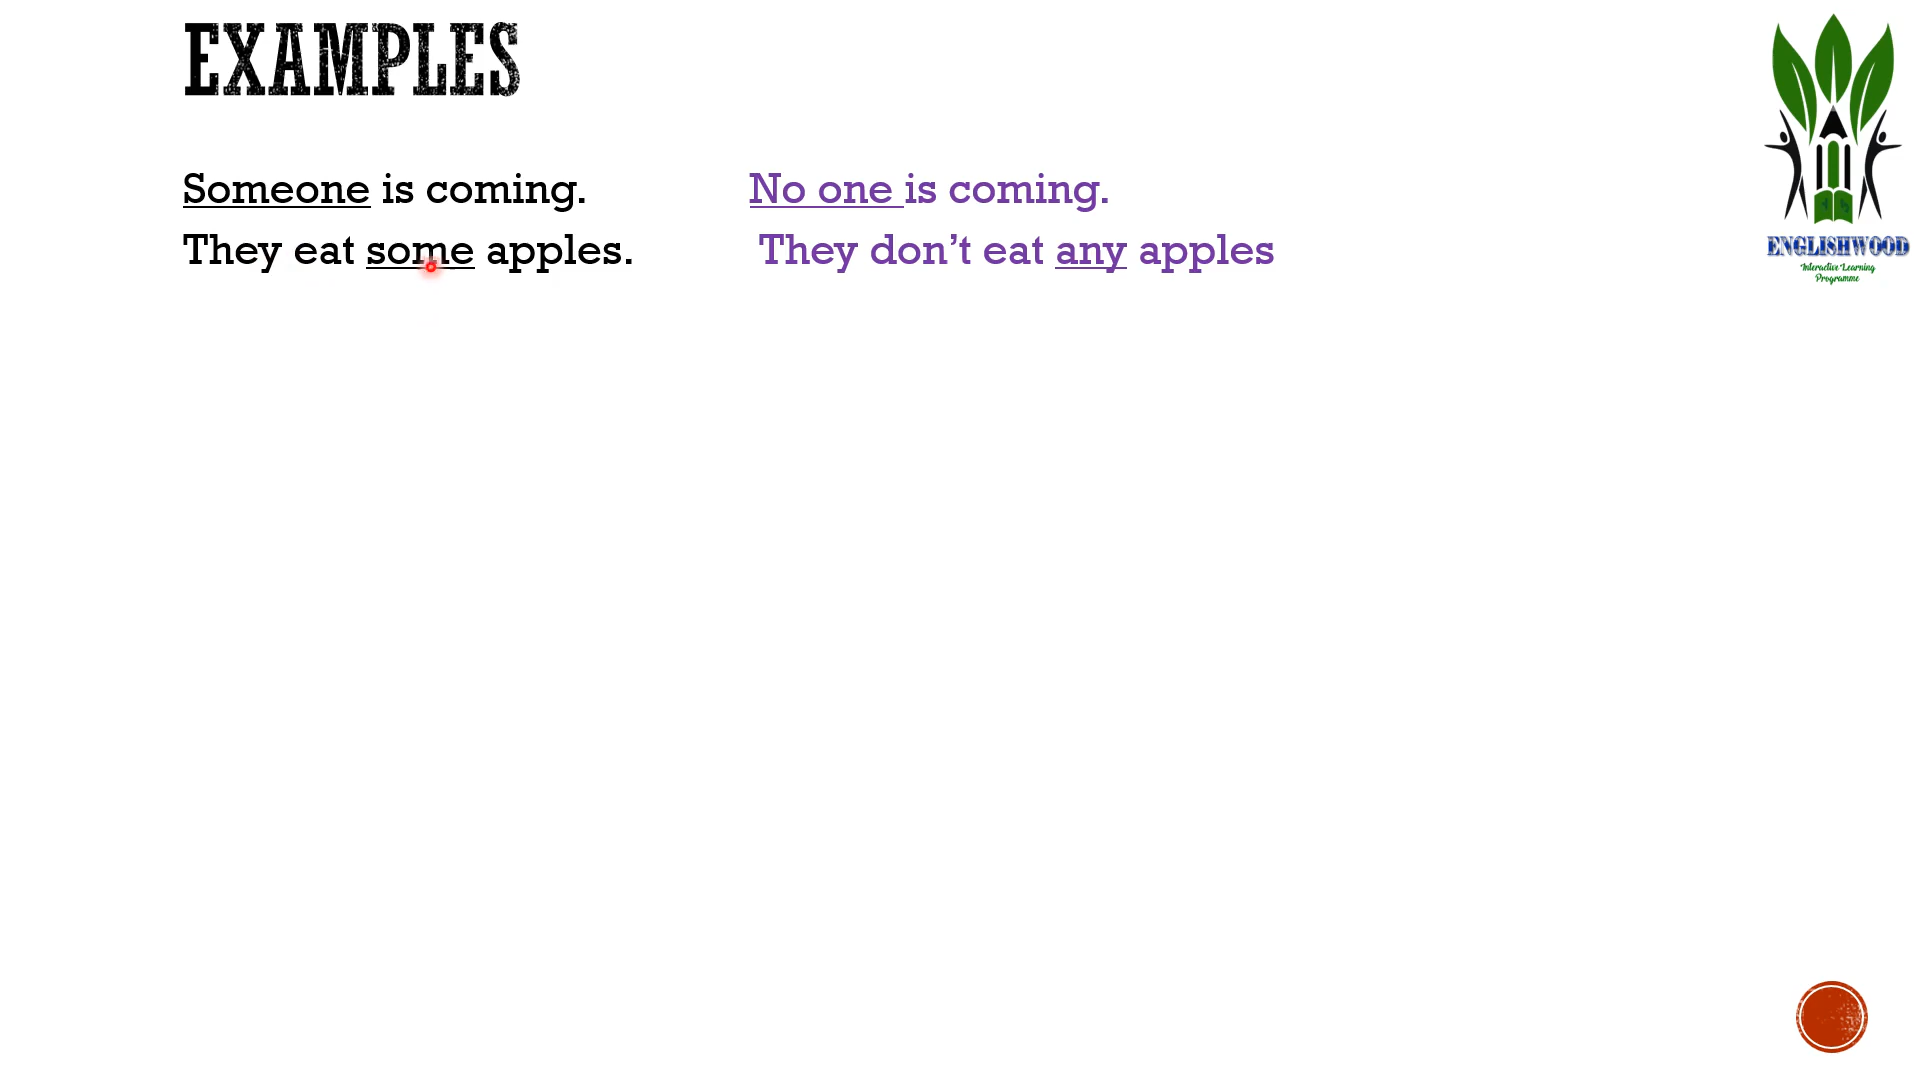 EXAMPLES
Someone is coming. No one is coming.
They eat some apples. They don’t eat any apples
ENGLISHWOOD
Interactive Learning
Programme